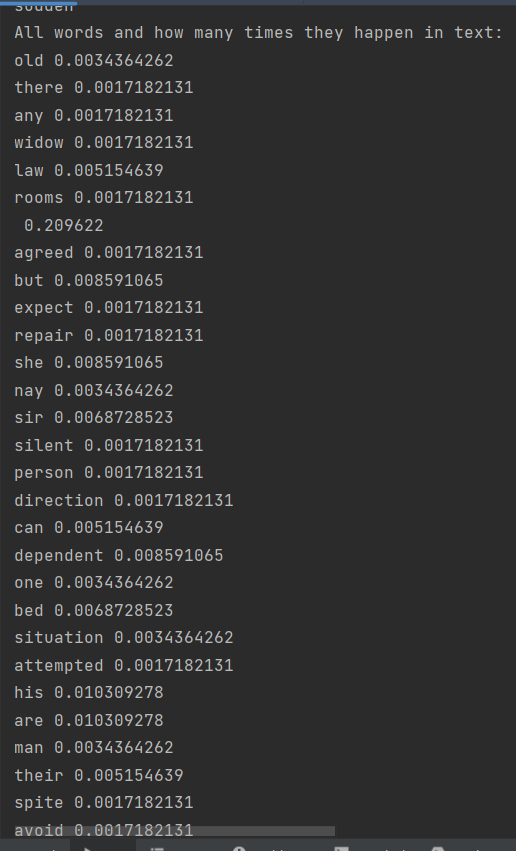 sudden
All words and how many times they happen in text:
old 0.0034364262
there 0.0017182131
any 0.0017182131
widow 0.0017182131
law 0.005154639
rooms 0.0017182131
 0.209622
agreed 0.0017182131
but 0.008591065
expect 0.0017182131
repair 0.0017182131
she 0.008591065
nay 0.0034364262
sir 0.0068728523
silent 0.0017182131
person 0.0017182131
direction 0.0017182131
can 0.005154639
dependent 0.008591065
one 0.0034364262
bed 0.0068728523
situation 0.0034364262
attempted 0.0017182131
his 0.010309278
are 0.010309278
man 0.0034364262
their 0.005154639
spite 0.0017182131
avoid 0.0017182131